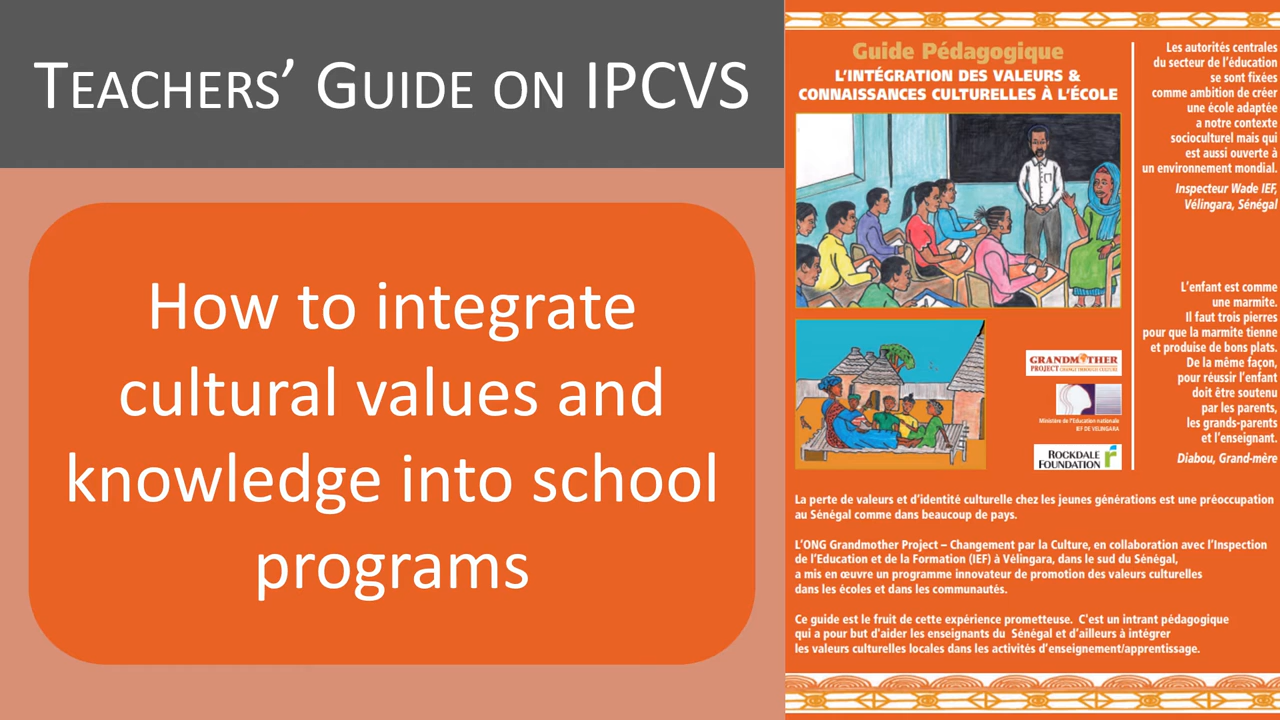 TEACHERS' GUIDE ON IPCVS
How to integrate
cultural values and
knowledge into school
programs
Guide Pédagogique
L'INTÉGRATION DES VALEURS &
CONNAISSANCES CULTURELLES À L'ÉCOLE
Les autorités centrales
du secteur de l'éducation
se sont fixées
comme ambition de créer
une école adaptée
a notre contexte
socioculturel mais qui
est aussi ouverte à
un environnement mondial.
Inspecteur Wade IEF,
Vélingara, Sénégal
L'enfant est comme
une marmite.
Il faut trois pierres
pour que la marmite tienne
et produise de bons plats.
De la même façon,
pour réussir l'enfant
doit être soutenu
par les parents,
les grands-parents
et l'enseignant.
Diabou, Grand-mère
GRANDMOTHER
PROJECT CHANGE THROUGH CULTURE
Ministère de l'Education nationale
IEF DE VELINGARA
ROCKDALE
FOUNDATION
La perte de valeurs et d'identité culturelle chez les jeunes générations est une préoccupation
au Sénégal comme dans beaucoup de pays.
L'ONG Grandmother Project – Changement par la Culture, en collaboration avec l'Inspection
de l'Education et de la Formation (IEF) à Vélingara, dans le sud du Sénégal,
a mis en œuvre un programme innovateur de promotion des valeurs culturelles
dans les écoles et dans les communautés.
Ce guide est le fruit de cette expérience prometteuse. C'est un intrant pédagogique
qui a pour but d'aider les enseignants du Sénégal et d'ailleurs à intégrer
les valeurs culturelles locales dans les activités d'enseignement/apprentissage.